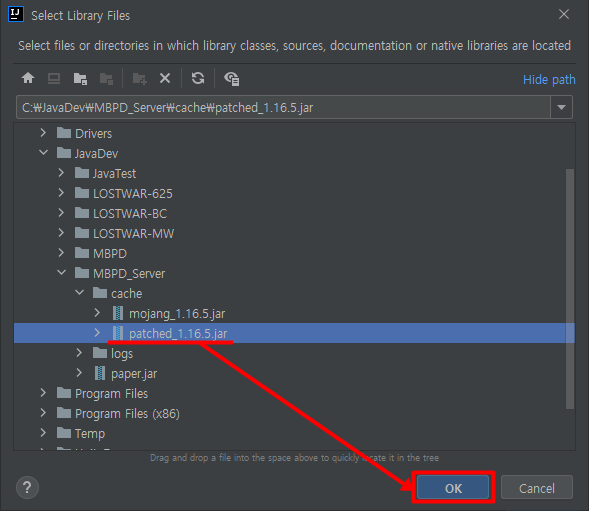 IJ Select Library Files
Select files or directories in which library classes, sources, documentation or native libraries are located
Hide path
C:₩JavaDev₩MBPD_Server₩cache₩patched_1.16.5.jar
Drivers
JavaDev
JavaTest
LOSTWAR-625
LOSTWAR-BC
LOSTWAR-MW
MBPD
MBPD_Server
cache
mojang_1.16.5.jar
patched_1.16.5.jar
logs
paper.jar
Program Files
Program Files (x86)
Temp
Drag and drop a file into the space above to quickly locate it in the tree
? OK Cancel